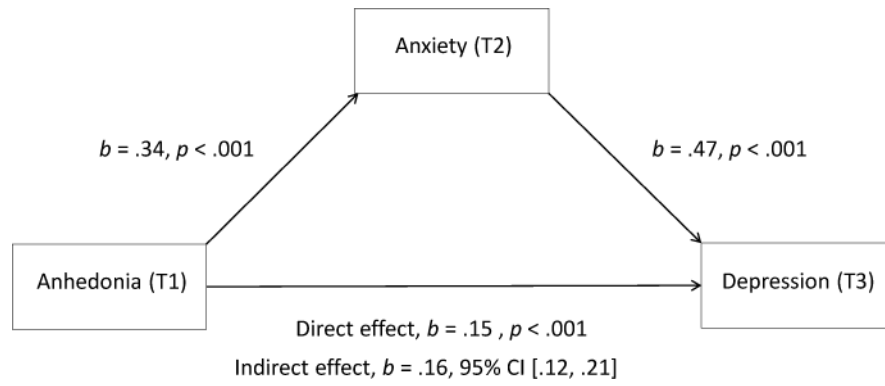 Anxiety (T2)
b = .34, p < .001
b = .47, p < .001
Anhedonia (T1)
Depression (T3)
Direct effect, b = .15 , p < .001
Indirect effect, b = .16, 95% CI [.12, .21]